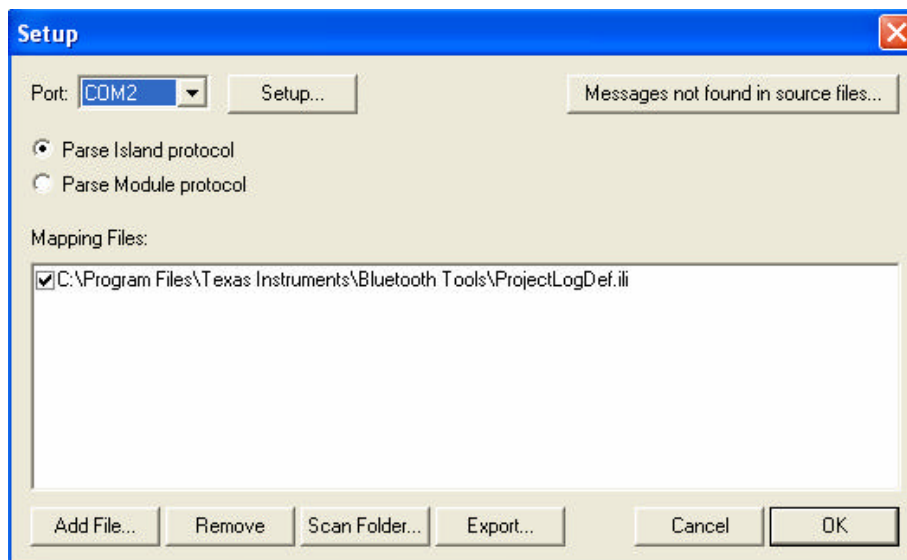 Setup
Port: COM2 Setup... Messages not found in source files...
Parse Island protocol
Parse Module protocol
Mapping Files:
C:\Program Files\Texas Instruments\Bluetooth Tools\ProjectLogDef.ili
Add File... Remove Scan Folder... Export... Cancel OK